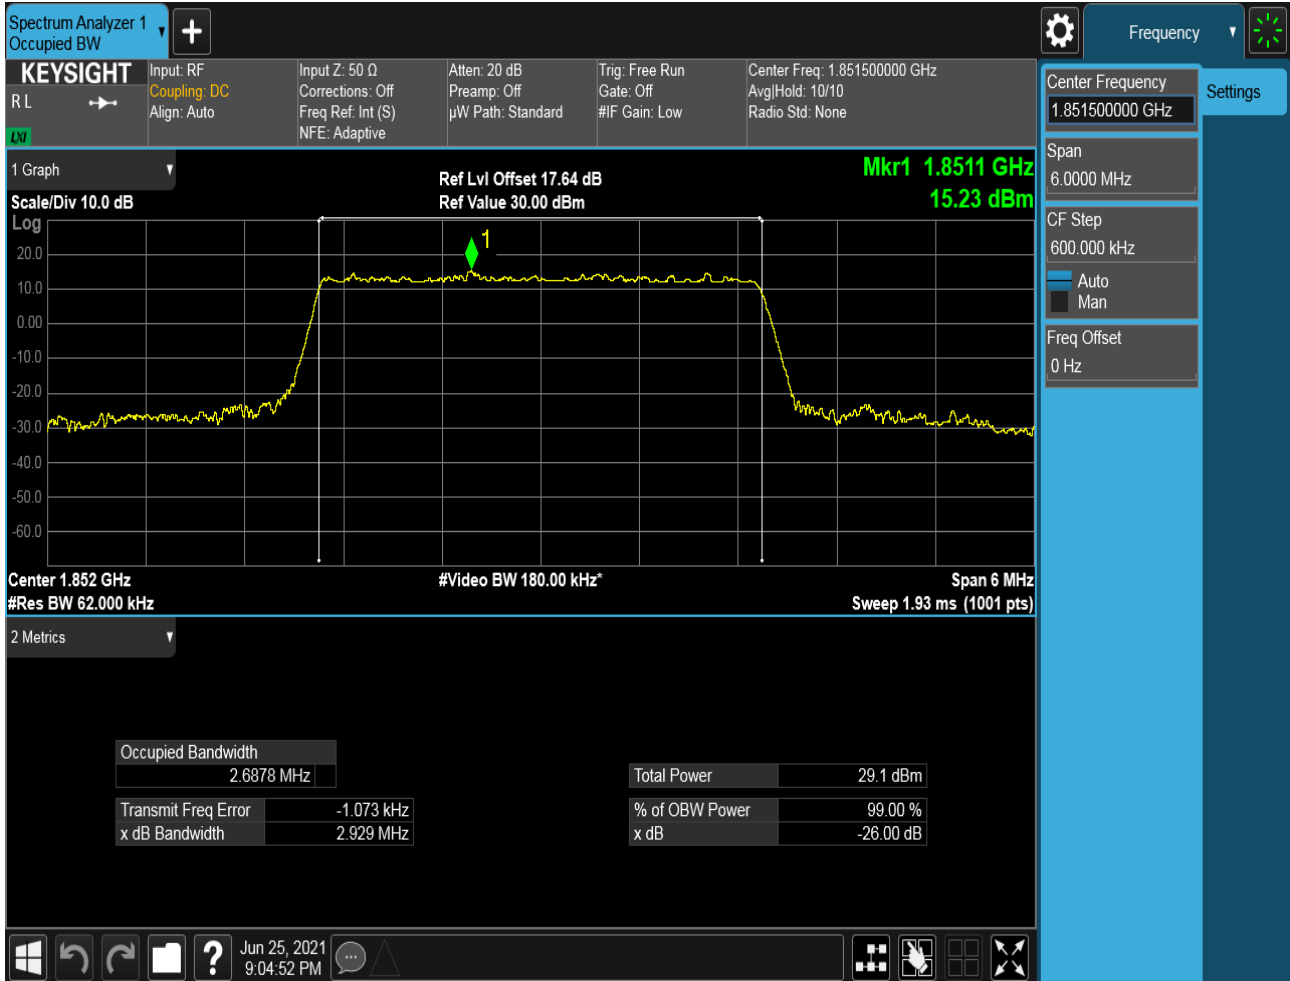 Spectrum Analyzer 1
Occupied BW
Frequency
KEYSIGHT
R L
LXI
Input: RF
Coupling: DC
Align: Auto
Input Z: 50 Ω
Corrections: Off
Freq Ref: Int (S)
NFE: Adaptive
Atten: 20 dB
Preamp: Off
µW Path: Standard
Trig: Free Run
Gate: Off
#IF Gain: Low
Center Freq: 1.851500000 GHz
Avg|Hold: 10/10
Radio Std: None
Center Frequency
1.851500000 GHz
Settings
Span
6.0000 MHz
CF Step
600.000 kHz
Auto
Man
Freq Offset
0 Hz
1 Graph
Scale/Div 10.0 dB
Ref Lvl Offset 17.64 dB
Ref Value 30.00 dBm
Mkr1 1.8511 GHz
15.23 dBm
Log
1
20.0
10.0
0.00
-10.0
-20.0
-30.0
-40.0
-50.0
-60.0
Center 1.852 GHz
#Video BW 180.00 kHz*
Span 6 MHz
#Res BW 62.000 kHz
Sweep 1.93 ms (1001 pts)
2 Metrics
Occupied Bandwidth
2.6878 MHz
Total Power 29.1 dBm
Transmit Freq Error -1.073 kHz
% of OBW Power 99.00 %
x dB Bandwidth 2.929 MHz
x dB -26.00 dB
Jun 25, 2021
9:04:52 PM